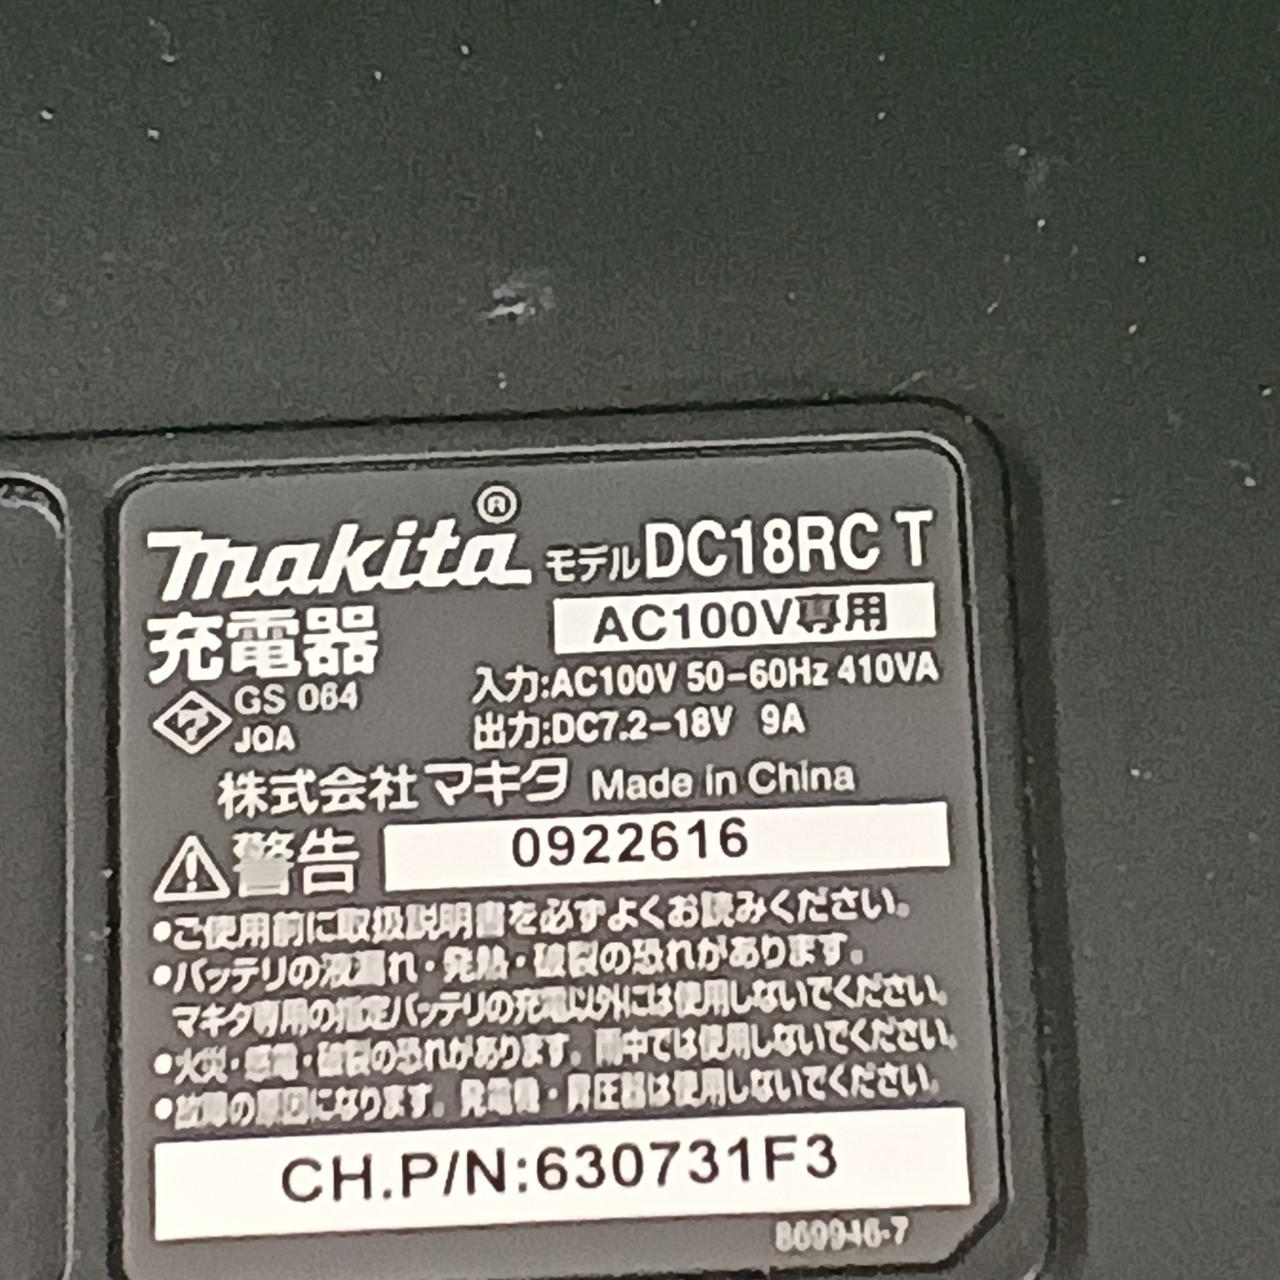 makita® モデル DC18RC T
充電器 AC100V専用
入力:AC100V 50-60Hz 410VA
GS 064
出力:DC7.2-18V 9A
JQA
株式会社マキタ Made in China
⚠警告 0922616
•ご使用前に取扱説明書を必ずよくお読みください。
•バッテリの液漏れ・発熱・破裂の恐れがあります。
マキタ専用の指定バッテリの充電以外には使用しないでください。
•火災・感電・破裂の恐れがあります。雨中では使用しないでください。
•故障の原因になります。発電機・昇圧器は使用しないでください。
CH.P/N:630731F3
869946-7